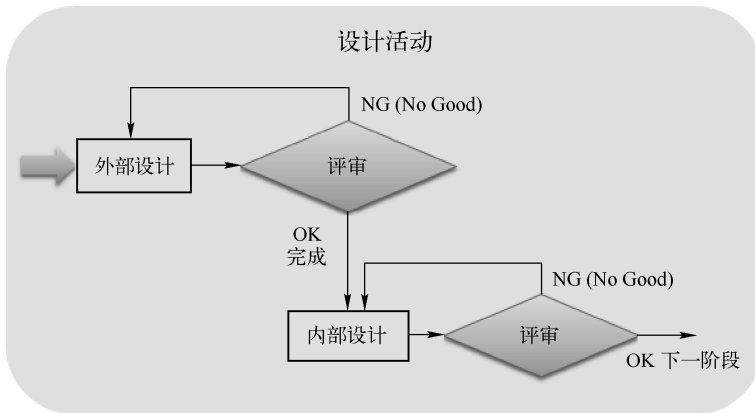 设计活动
NG (No Good)
外部设计
评审
OK
完成
NG (No Good)
内部设计
评审
OK 下一阶段